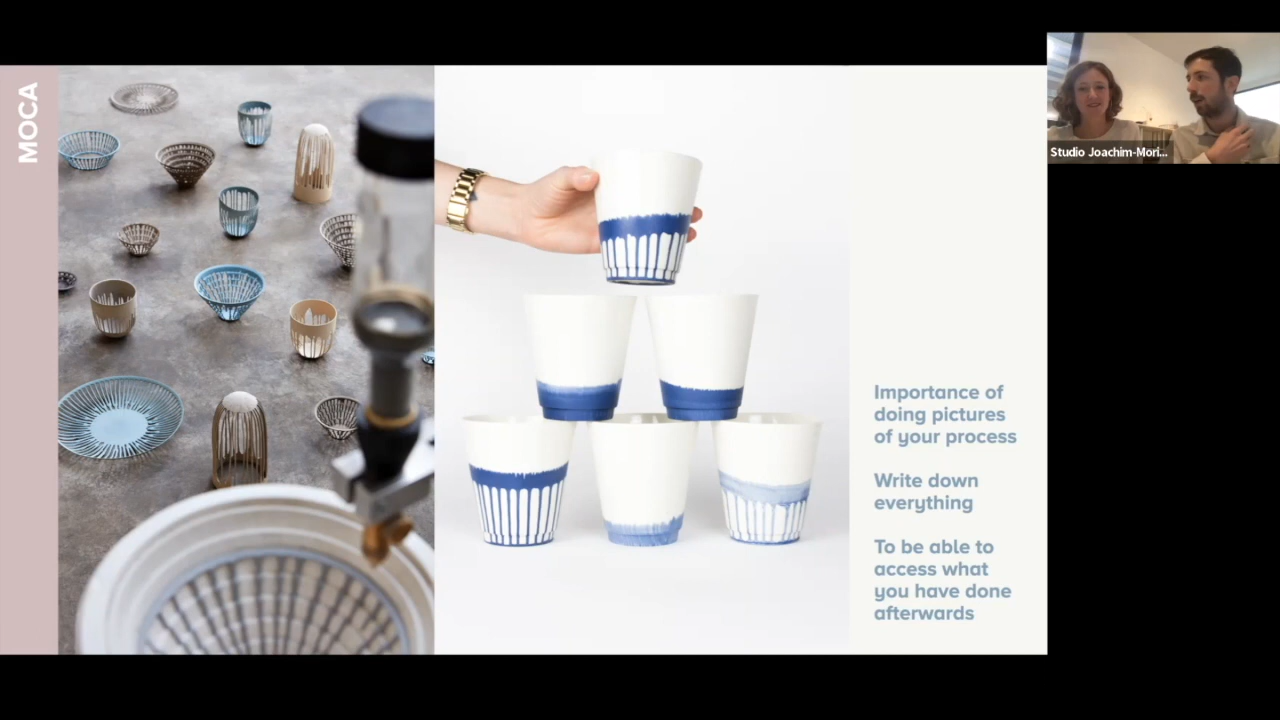 MOCA
Studio Joachim-Mori...
Importance of
doing pictures
of your process
Write down
everything
To be able to
access what
you have done
afterwards